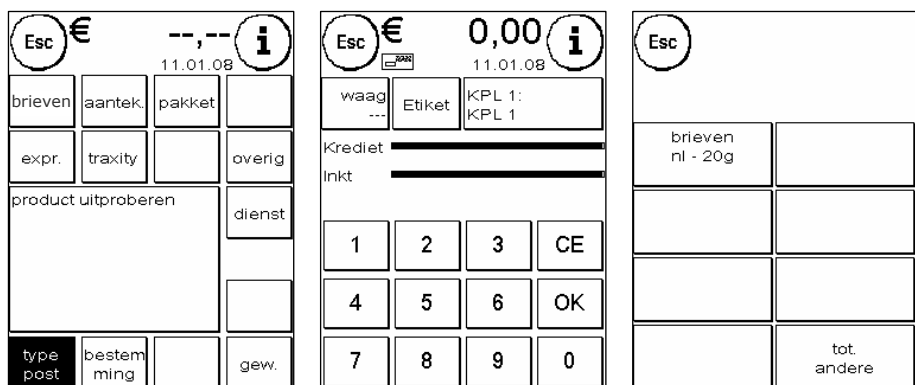 Esc € --,-- i
11.01.08
brieven aantek. pakket
expr. traxity overig
product uitproberen
dienst
type post
bestem ming
gew.
Esc € 0,00 i
11.01.08
waag ---
Etiket
KPL 1:
KPL 1
Krediet
Inkt
1 2 3 CE
4 5 6 OK
7 8 9 0
Esc
brieven
nl - 20g
tot.
andere